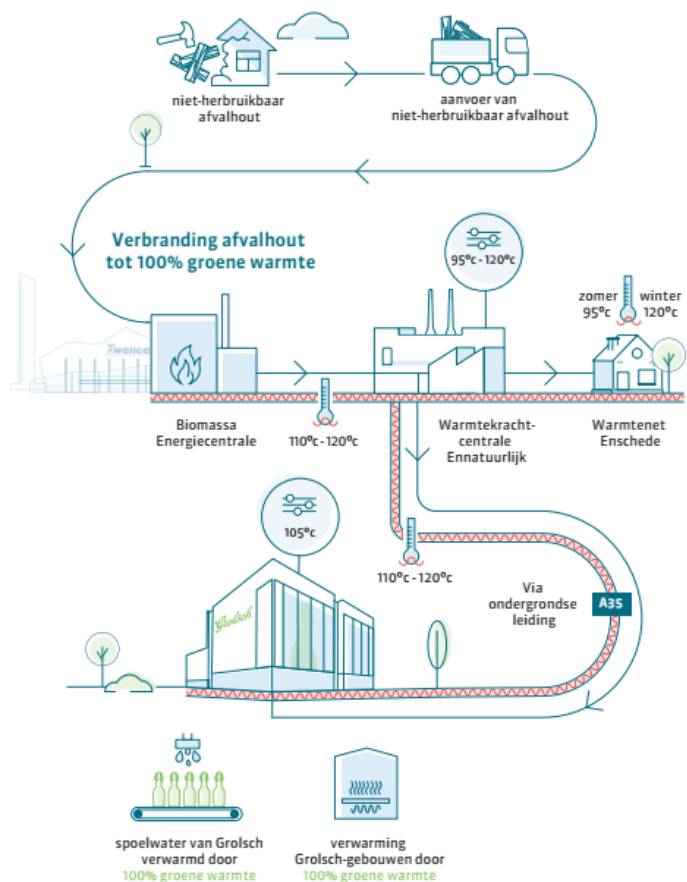 niet-herbruikbaar
afvalhout
aanvoer van
niet-herbruikbaar afvalhout
Verbranding afvalhout
tot 100% groene warmte
95°c - 120°c
zomer
95°c
winter
120°c
Twence
Biomassa
Energiecentrale
110°c - 120°c
Warmtekracht-
centrale
Ennatuurlijk
Warmtenet
Enschede
105°c
110°c - 120°c
Via
ondergrondse
leiding
A35
Grolsch
spoelwater van Grolsch
verwarmd door
100% groene warmte
verwarming
Grolsch-gebouwen door
100% groene warmte